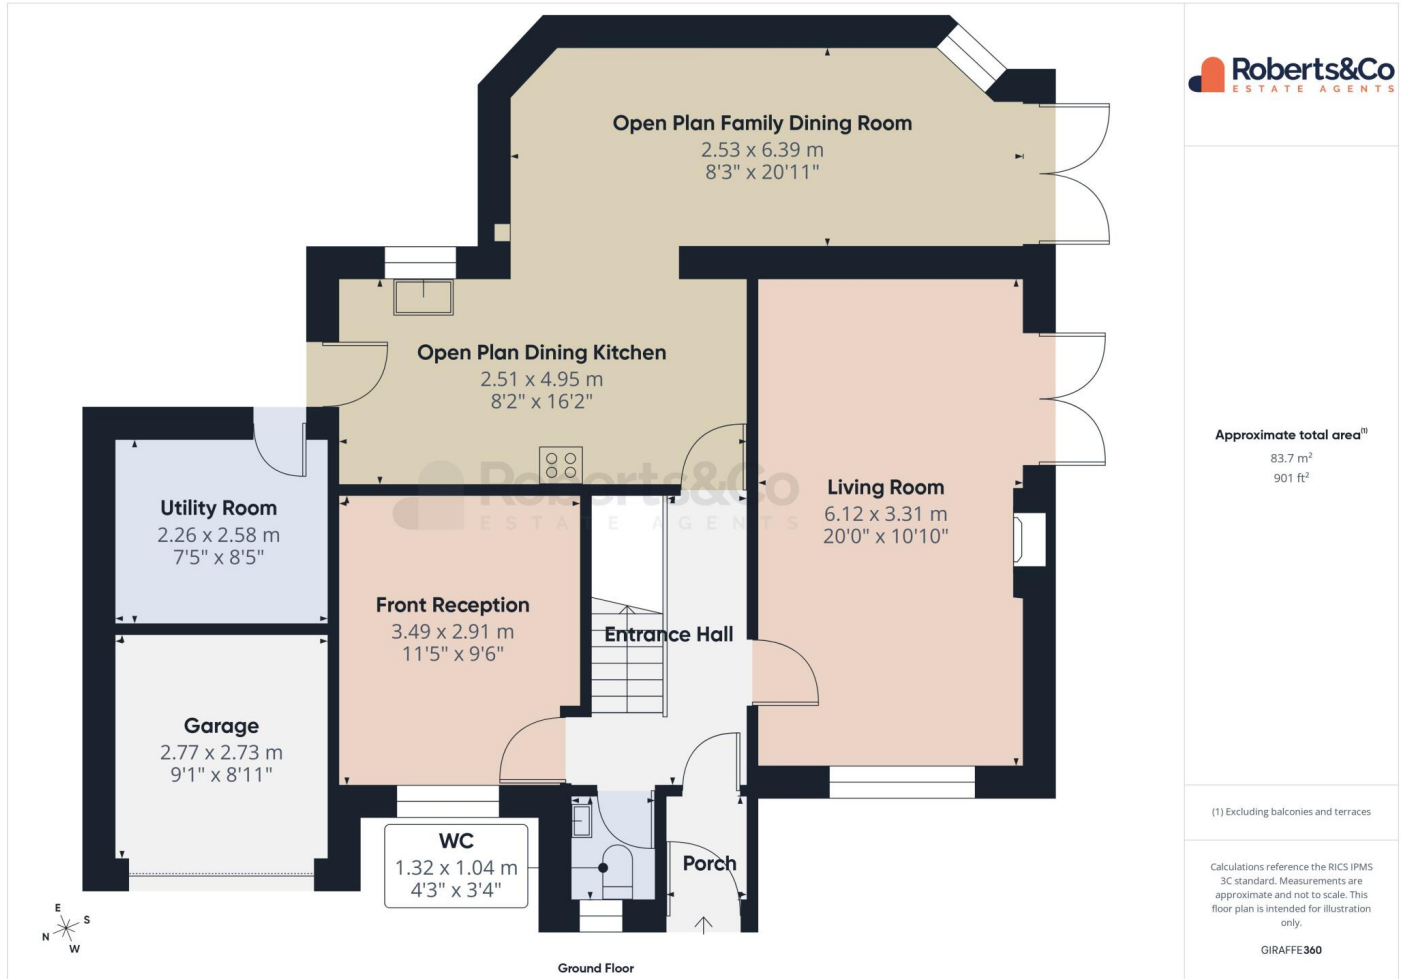 Open Plan Family Dining Room
2.53 x 6.39 m
8'3" x 20'11"
Open Plan Dining Kitchen
2.51 x 4.95 m
8'2" x 16'2"
Roberts&Co
ESTATE AGENTS
Living Room
6.12 x 3.31 m
20'0" x 10'10"
Utility Room
2.26 x 2.58 m
7'5" x 8'5"
Front Reception
3.49 x 2.91 m
11'5" x 9'6"
Entrance Hall
Garage
2.77 x 2.73 m
9'1" x 8'11"
WC
1.32 x 1.04 m
4'3" x 3'4"
Porch
E
S
N
W
Ground Floor
Roberts&Co
ESTATE AGENTS
Approximate total area(1)
83.7 m²
901 ft²
(1) Excluding balconies and terraces
Calculations reference the RICS IPMS
3C standard. Measurements are
approximate and not to scale. This
floor plan is intended for illustration
only.
GIRAFFE360